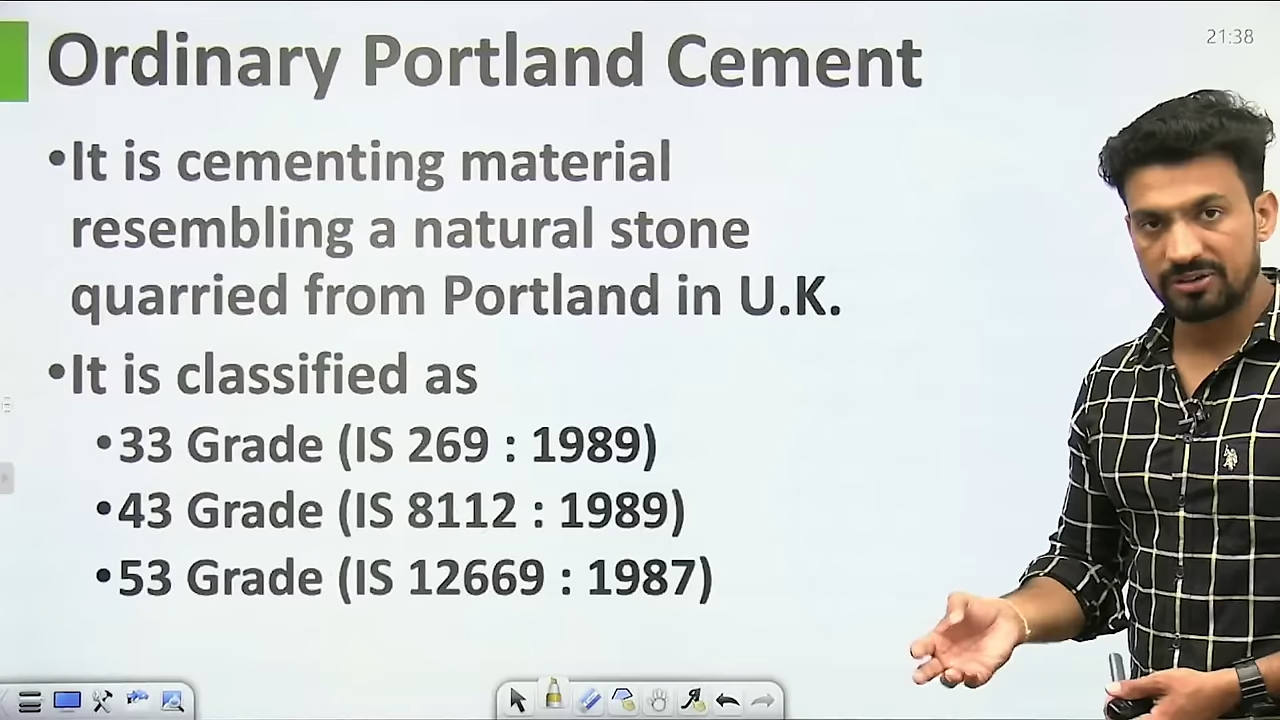 Ordinary Portland Cement
21:38
•It is cementing material
resembling a natural stone
quarried from Portland in U.K.
•It is classified as
•33 Grade (IS 269 : 1989)
•43 Grade (IS 8112 : 1989)
•53 Grade (IS 12669 : 1987)